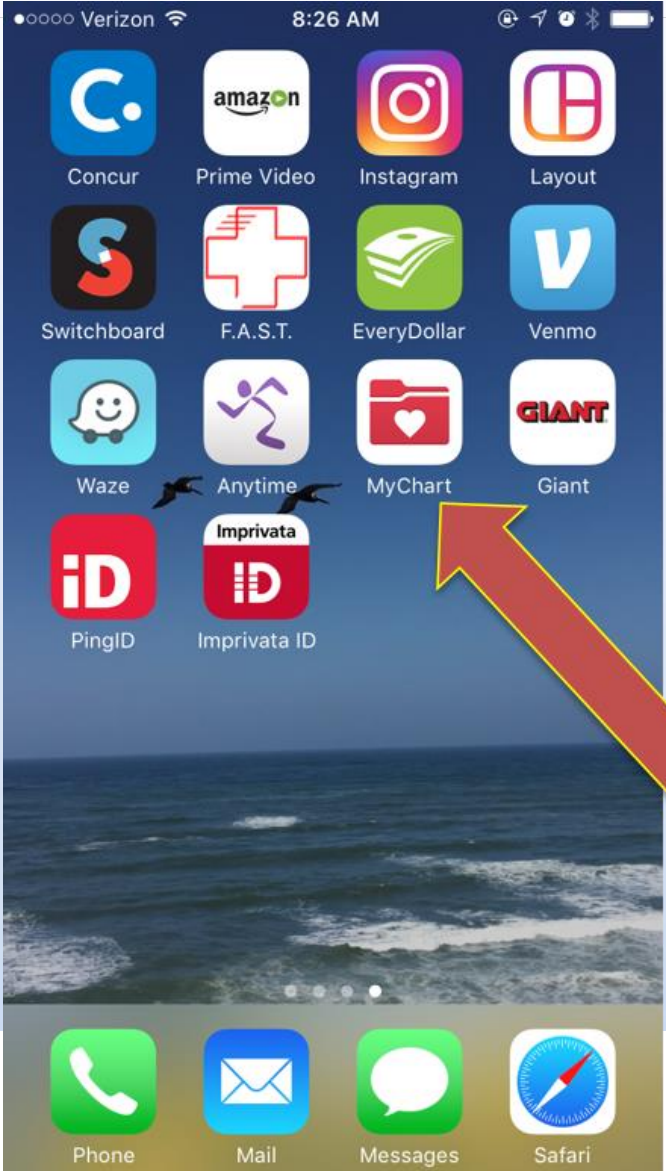 Verizon 8:26 AM
amazon
Concur Prime Video Instagram Layout
Switchboard F.A.S.T. EveryDollar Venmo
GIANT
Waze Anytime MyChart Giant
Imprivata
iD ID
PingID Imprivata ID
Phone Mail Messages Safari